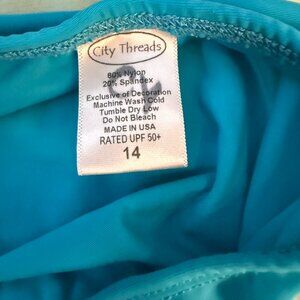 City Threads
80% Nylon
20% Spandex
Exclusive of Decoration
Machine Wash Cold
Tumble Dry Low
Do Not Bleach
MADE IN USA
RATED UPF 50+
14